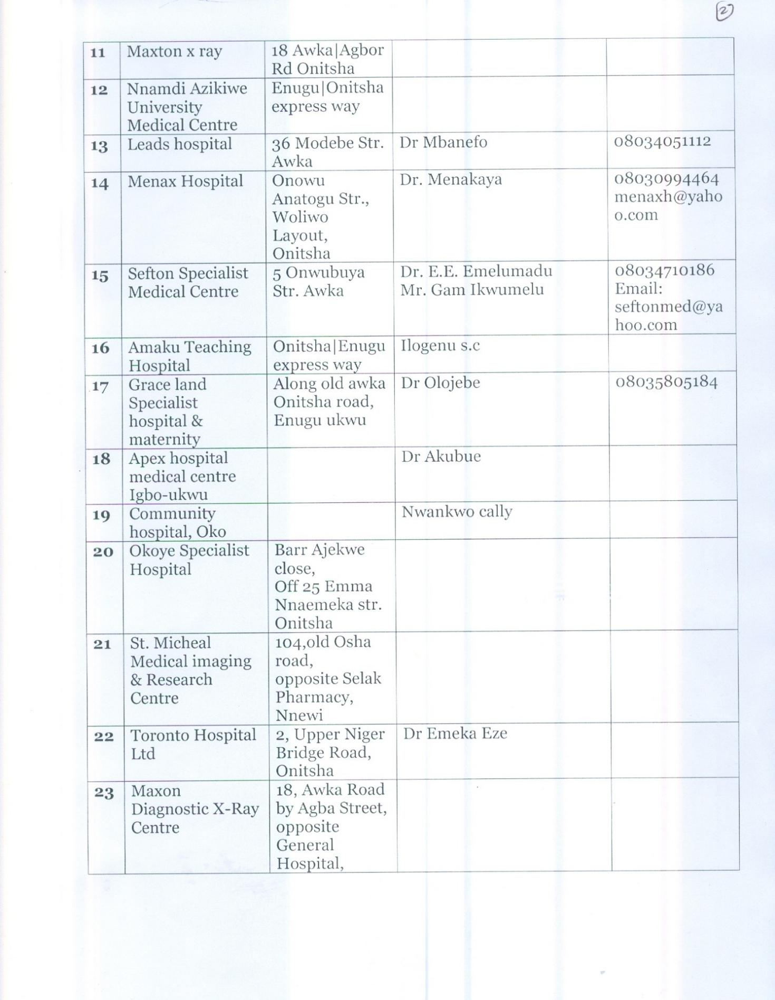 2
11 Maxton x ray 18 Awka|Agbor
Rd Onitsha
12 Nnamdi Azikiwe Enugu|Onitsha
University express way
Medical Centre
13 Leads hospital 36 Modebe Str. Dr Mbanefo 08034051112
Awka
14 Menax Hospital Onowu Dr. Menakaya 08030994464
Anatogu Str., menaxh@yaho
Woliwo o.com
Layout,
Onitsha
15 Sefton Specialist 5 Onwubuya Dr. E.E. Emelumadu 08034710186
Medical Centre Str. Awka Mr. Gam Ikwumelu Email:
seftonmed@ya
hoo.com
16 Amaku Teaching Onitsha|Enugu Ilogenu s.c
Hospital express way
17 Grace land Along old awka Dr Olojebe 08035805184
Specialist Onitsha road,
hospital & Enugu ukwu
maternity
18 Apex hospital Dr Akubue
medical centre
Igbo-ukwu
19 Community Nwankwo cally
hospital, Oko
20 Okoye Specialist Barr Ajekwe
Hospital close,
Off 25 Emma
Nnaemeka str.
Onitsha
21 St. Micheal 104,old Osha
Medical imaging road,
& Research opposite Selak
Centre Pharmacy,
Nnewi
22 Toronto Hospital 2, Upper Niger Dr Emeka Eze
Ltd Bridge Road,
Onitsha
23 Maxon 18, Awka Road
Diagnostic X-Ray by Agba Street,
Centre opposite
General
Hospital,